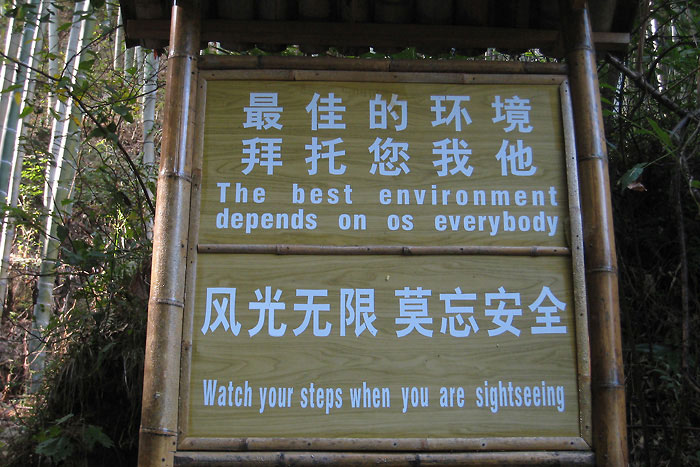 最佳的环境
拜托您我他
The best environment
depends on os everybody
风光无限 莫忘安全
Watch your steps when you are sightseeing